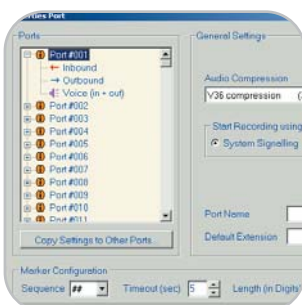 Port
Ports
Port #001
Inbound
Outbound
Voice (in + out)
Port #002
Port #003
Port #004
Port #005
Port #006
Port #007
Port #008
Port #009
Port #010
Port #011
Copy Settings to Other Ports...
General Settings
Audio Compression
V36 compression
Start Recording using
System Signelling
Port Name
Default Extension
Marker Configuration
Sequence ## Timeout (sec) 5 Length (in Digits